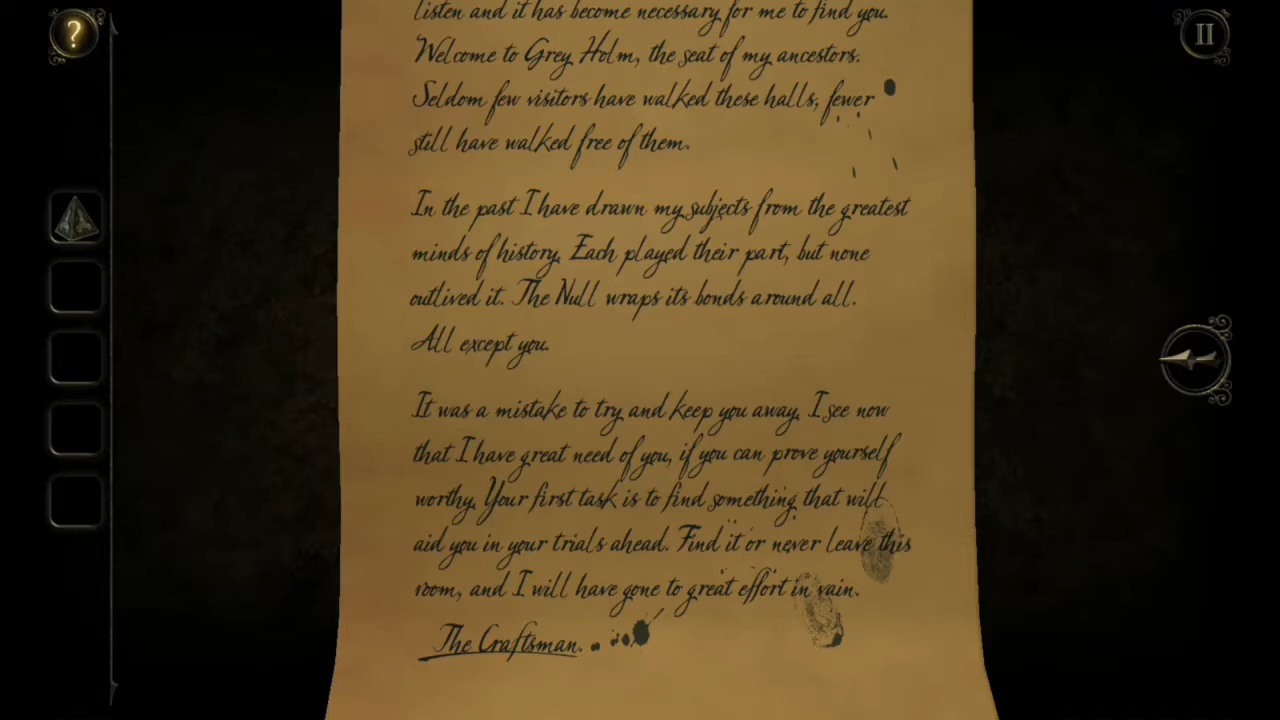 ?
listen and it has become necessary for me to find you.
Welcome to Grey Holm, the seat of my ancestors.
Seldom few visitors have walked these halls, fewer
still have walked free of them.
In the past I have drawn my subjects from the greatest
minds of history. Each played their part, but none
outlived it. The Null wraps its bonds around all.
All except you.
It was a mistake to try and keep you away. I see now
that I have great need of you, if you can prove yourself
worthy. Your first task is to find something that will
aid you in your trials ahead. Find it or never leave this
room, and I will have gone to great effort in vain.
The Craftsman.